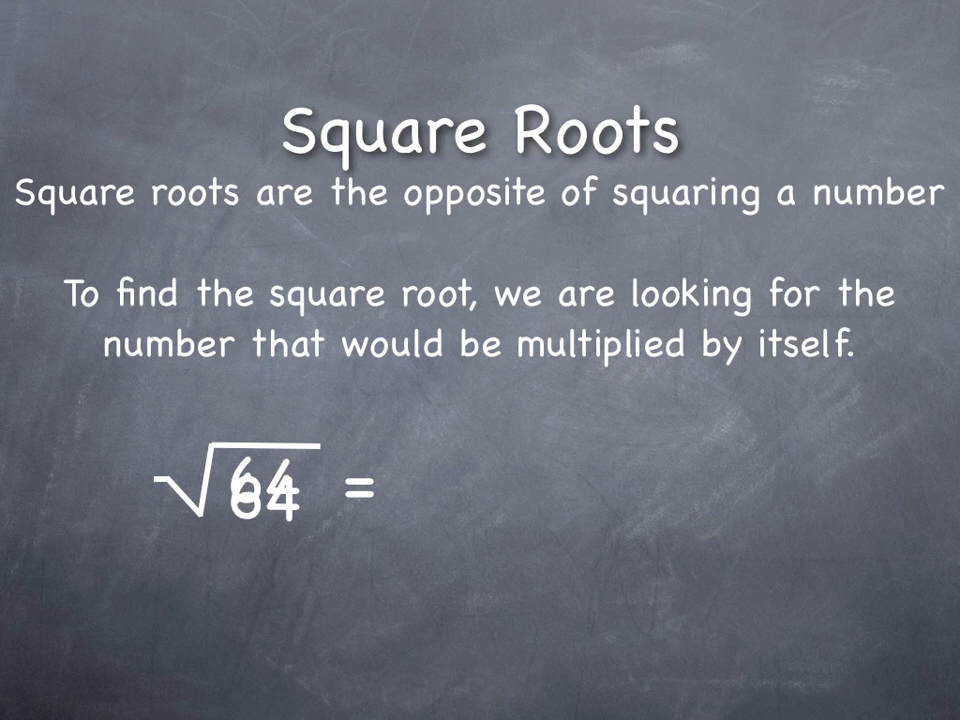 Square Roots
Square roots are the opposite of squaring a number
To find the square root, we are looking for the
number that would be multiplied by itself.
√64 =